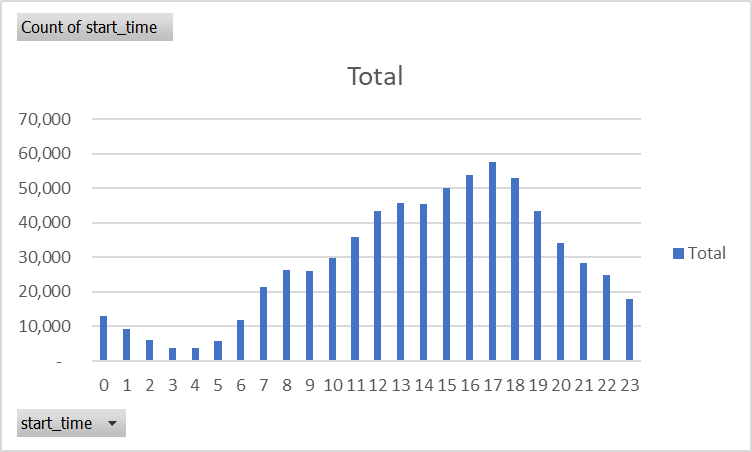 Count of start_time
Total
70,000
60,000
50,000
40,000
30,000
20,000
10,000
-
0 1 2 3 4 5 6 7 8 9 10 11 12 13 14 15 16 17 18 19 20 21 22 23
Total
start_time